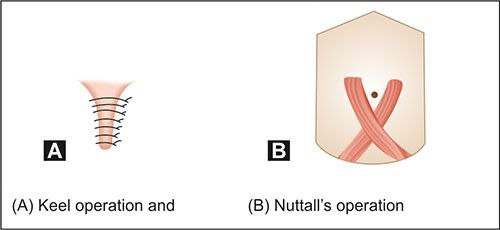 A
B
(A) Keel operation and
(B) Nuttall's operation